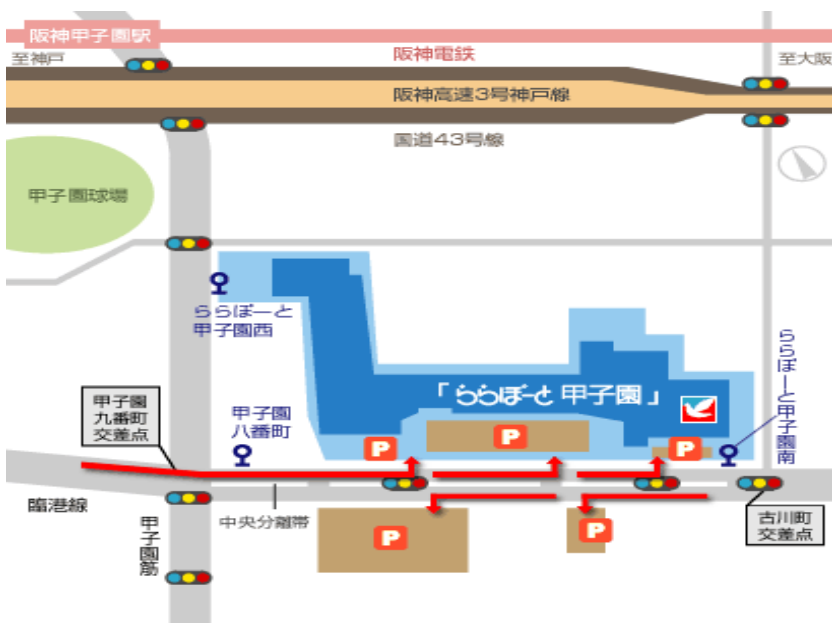 阪神甲子園駅
阪神電鉄
至神戸
至大阪
阪神高速3号神戸線
国道43号線
甲子園球場
ららぽーと
甲子園西
「ららぽーと 甲子園」
ららぽーと甲子園南
甲子園
九番町
交差点
甲子園
八番町
P
P
P
臨港線
中央分離帯
甲子園筋
P
P
古川町
交差点